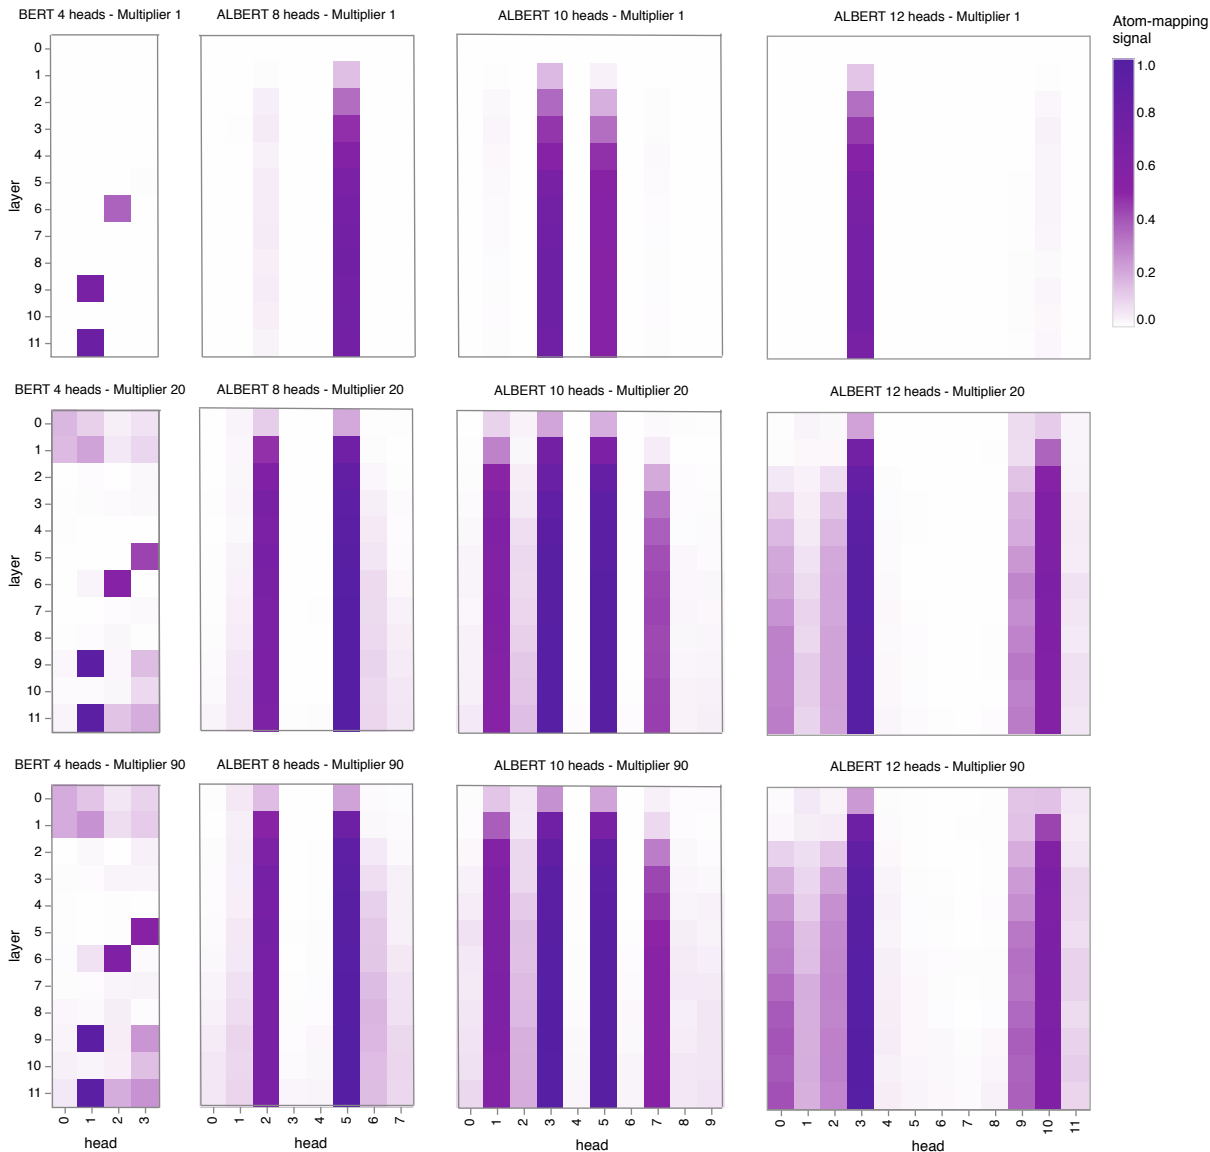 BERT 4 heads - Multiplier 1
ALBERT 8 heads - Multiplier 1
ALBERT 10 heads - Multiplier 1
ALBERT 12 heads - Multiplier 1
Atom-mapping
signal
1.0
0.8
0.6
0.4
0.2
0.0
layer
0
1
2
3
4
5
6
7
8
9
10
11
BERT 4 heads - Multiplier 20
ALBERT 8 heads - Multiplier 20
ALBERT 10 heads - Multiplier 20
ALBERT 12 heads - Multiplier 20
layer
0
1
2
3
4
5
6
7
8
9
10
11
BERT 4 heads - Multiplier 90
ALBERT 8 heads - Multiplier 90
ALBERT 10 heads - Multiplier 90
ALBERT 12 heads - Multiplier 90
layer
0
1
2
3
4
5
6
7
8
9
10
11
0 1 2 3
head
0 1 2 3 4 5 6 7
head
0 1 2 3 4 5 6 7 8 9
head
0 1 2 3 4 5 6 7 8 9 10 11
head